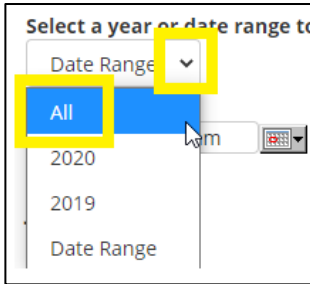 Select a year or date range to
Date Range
All
2020
2019
Date Range